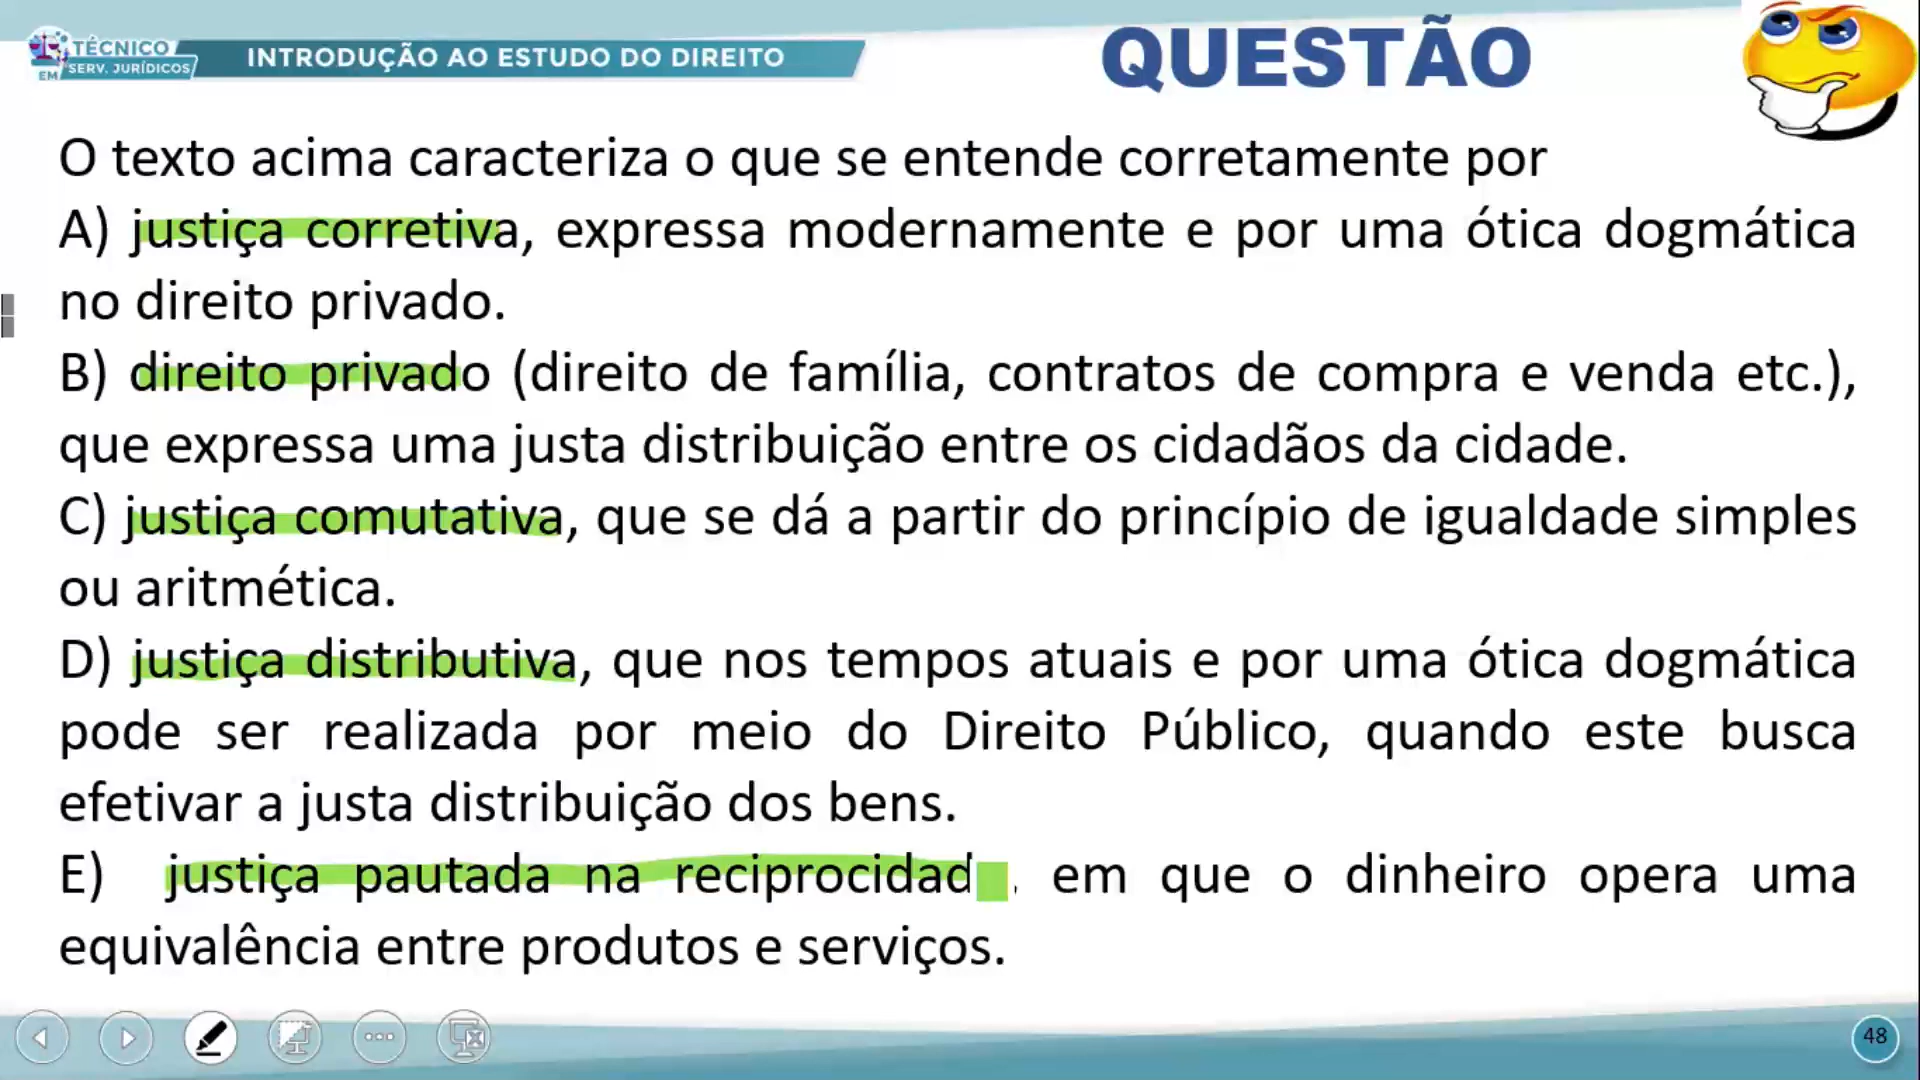 TÉCNICO
EM SERV. JURÍDICOS
INTRODUÇÃO AO ESTUDO DO DIREITO
QUESTÃO
O texto acima caracteriza o que se entende corretamente por
A) justiça corretiva, expressa modernamente e por uma ótica dogmática
no direito privado.
B) direito privado (direito de família, contratos de compra e venda etc.),
que expressa uma justa distribuição entre os cidadãos da cidade.
C) justiça comutativa, que se dá a partir do princípio de igualdade simples
ou aritmética.
D) justiça distributiva, que nos tempos atuais e por uma ótica dogmática
pode ser realizada por meio do Direito Público, quando este busca
efetivar a justa distribuição dos bens.
E) justiça pautada na reciprocidad , em que o dinheiro opera uma
equivalência entre produtos e serviços.
48